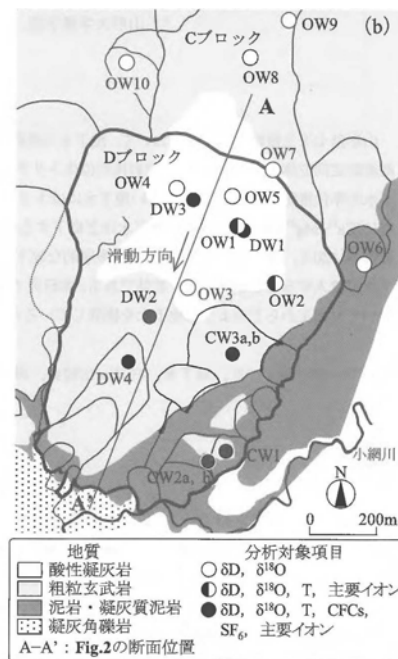 (b)
OW9
Cブロック
OW8
OW10
A
Dブロック
OW7
OW4
DW3
OW5
OW1
DW1
OW6
滑動方向
OW3
OW2
DW2
CW3a,b
DW4
CW1
CW2a, b
小綱川
A'
N
0 200m
地質
酸性凝灰岩
粗粒玄武岩
泥岩・凝灰質泥岩
凝灰角礫岩
A-A' : Fig.2の断面位置
分析対象項目
δD, δ¹⁸O
δD, δ¹⁸O, T, 主要イオン
δD, δ¹⁸O, T, CFCs,
SF₆, 主要イオン